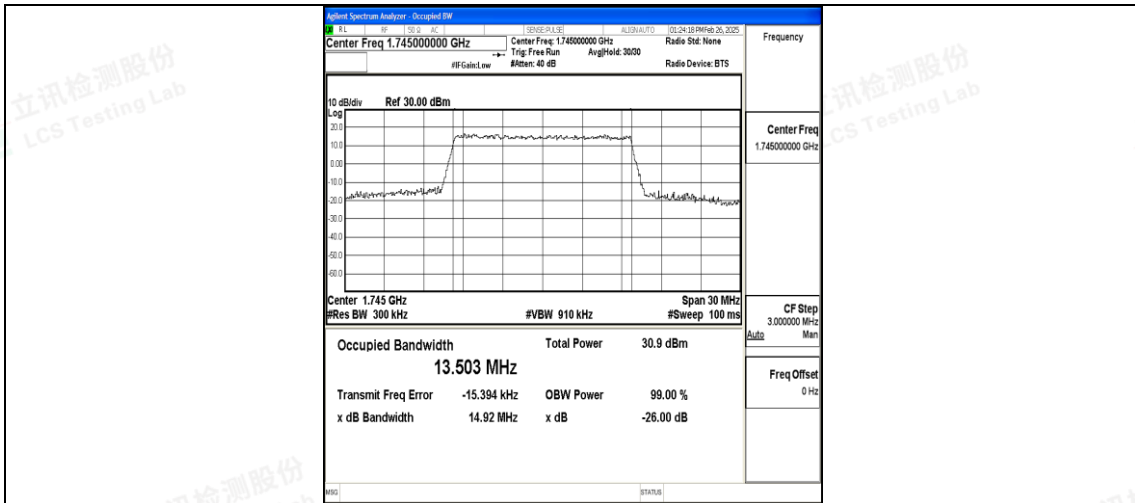 Agilent Spectrum Analyzer - Occupied BW
RL RF 50 Ω AC SENSE:PULSE ALIGN AUTO 01:24:18 PM Feb 26, 2025
Center Freq 1.745000000 GHz
Center Freq: 1.745000000 GHz Radio Std: None
Trig: Free Run Avg|Hold: 30/30
#IFGain:Low #Atten: 40 dB Radio Device: BTS
Frequency
10 dB/div Ref 30.00 dBm
Log
20.0
10.0
0.00
-10.0
-20.0
-30.0
-40.0
-50.0
-60.0
Center 1.745 GHz Span 30 MHz
#Res BW 300 kHz #VBW 910 kHz #Sweep 100 ms
Occupied Bandwidth Total Power 30.9 dBm
13.503 MHz
Transmit Freq Error -15.394 kHz OBW Power 99.00 %
x dB Bandwidth 14.92 MHz x dB -26.00 dB
Center Freq
1.745000000 GHz
CF Step
3.000000 MHz
Auto Man
Freq Offset
0 Hz
MSG STATUS
立讯检测股份
LCS Testing Lab
立讯检测股份
LCS Testing Lab